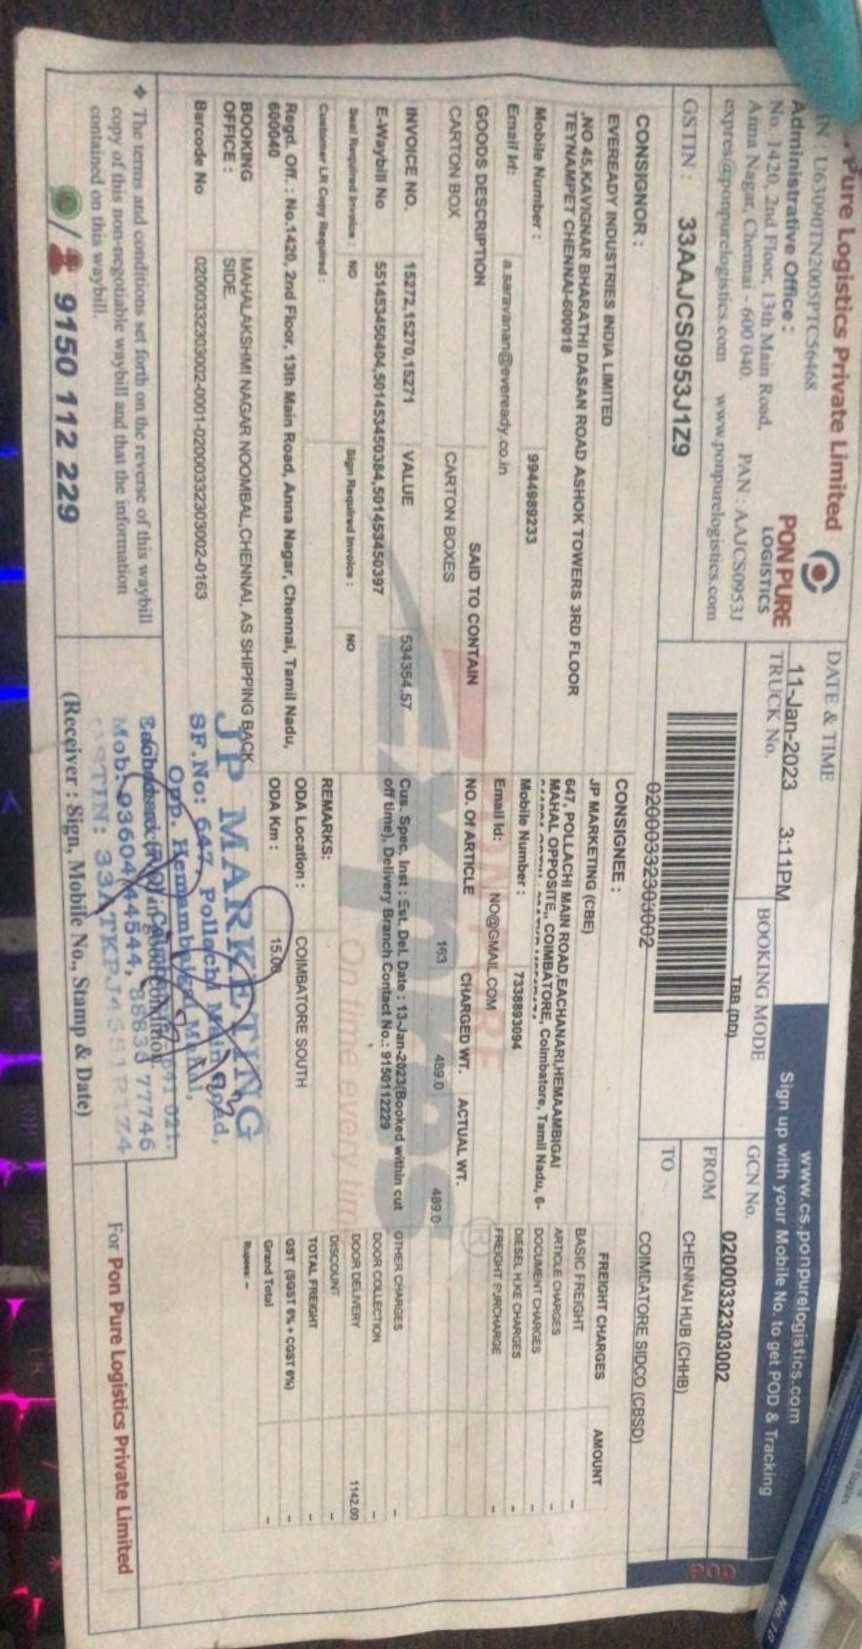 Pure Logistics Private Limited
U63090TN2005PTC56468
Administrative Office :
No. 1420, 2nd Floor, 13th Main Road,
Anna Nagar, Chennai - 600 040.
PAN : AAJCS0953J
expres@ponpurelogistics.com www.ponpurelogistics.com
GSTIN : 33AAJCS0953J1Z9
PON PURE
LOGISTICS
DATE & TIME
11-Jan-2023 3:11PM
TRUCK No.
BOOKING MODE
TBB (DD)
02000332303002
www.cs.ponpurelogistics.com
Sign up with your Mobile No. to get POD & Tracking
GCN No.
02000332303002
FROM
CHENNAI HUB (CHHB)
TO
COIMBATORE SIDCO (CBSD)
POD
CONSIGNOR :
EVEREADY INDUSTRIES INDIA LIMITED
,NO 45,KAVIGNAR BHARATHI DASAN ROAD ASHOK TOWERS 3RD FLOOR
TEYNAMPET CHENNAI-600018
Mobile Number : 9944989233
Email Id: a.saravanan@eveready.co.in
CONSIGNEE :
JP MARKETING (CBE)
647, POLLACHI MAIN ROAD,EACHANARI,HEMAAMBIGAI
MAHAL OPPOSITE,, COIMBATORE, Coimbatore, Tamil Nadu, 6-
Mobile Number : 7338893094
Email Id: NO@GMAIL.COM
GOODS DESCRIPTION SAID TO CONTAIN NO. OF ARTICLE CHARGED WT. ACTUAL WT.
CARTON BOX CARTON BOXES 163 489.0 489.0
INVOICE NO. 15272,15270,15271 VALUE 534354.57
E-Waybill No 551453450404,501453450384,501453450397
Seal Required Invoice : NO Sign Required Invoice : NO
Customer LR Copy Required :
Regd. Off. : No.1420, 2nd Floor, 13th Main Road, Anna Nagar, Chennai, Tamil Nadu,
600040
BOOKING OFFICE : MAHALAKSHMI NAGAR NOOMBAL,CHENNAI, AS SHIPPING BACK
SIDE
Barcode No 02000332303002-0001-02000332303002-0163
Cus. Spec. Inst : Est. Del. Date : 13-Jan-2023(Booked within cut
off time), Delivery Branch Contact No.: 9150112229
REMARKS:
ODA Location : COIMBATORE SOUTH
ODA Km : 15.00
On time every time
FREIGHT CHARGES AMOUNT
BASIC FREIGHT -
ARTICLE CHARGES -
DOCUMENT CHARGES -
DIESEL HIKE CHARGES -
FREIGHT SURCHARGE -
OTHER CHARGES -
DOOR COLLECTION -
DOOR DELIVERY 1142.00
DISCOUNT -
TOTAL FREIGHT -
GST (SGST 6% + CGST 6%) -
Grand Total -
Rupees: -
JP MARKETING
SF.No: 647, Pollachi Main Road,
Opp. Hemambigai Mahal,
641 021.
Mob: 93604 44544, 88838 77746
❖ The terms and conditions set forth on the reverse of this waybill
copy of this non-negotiable waybill and that the information
contained on this waybill.
9150 112 229
(Receiver : Sign, Mobile No., Stamp & Date)
For Pon Pure Logistics Private Limited